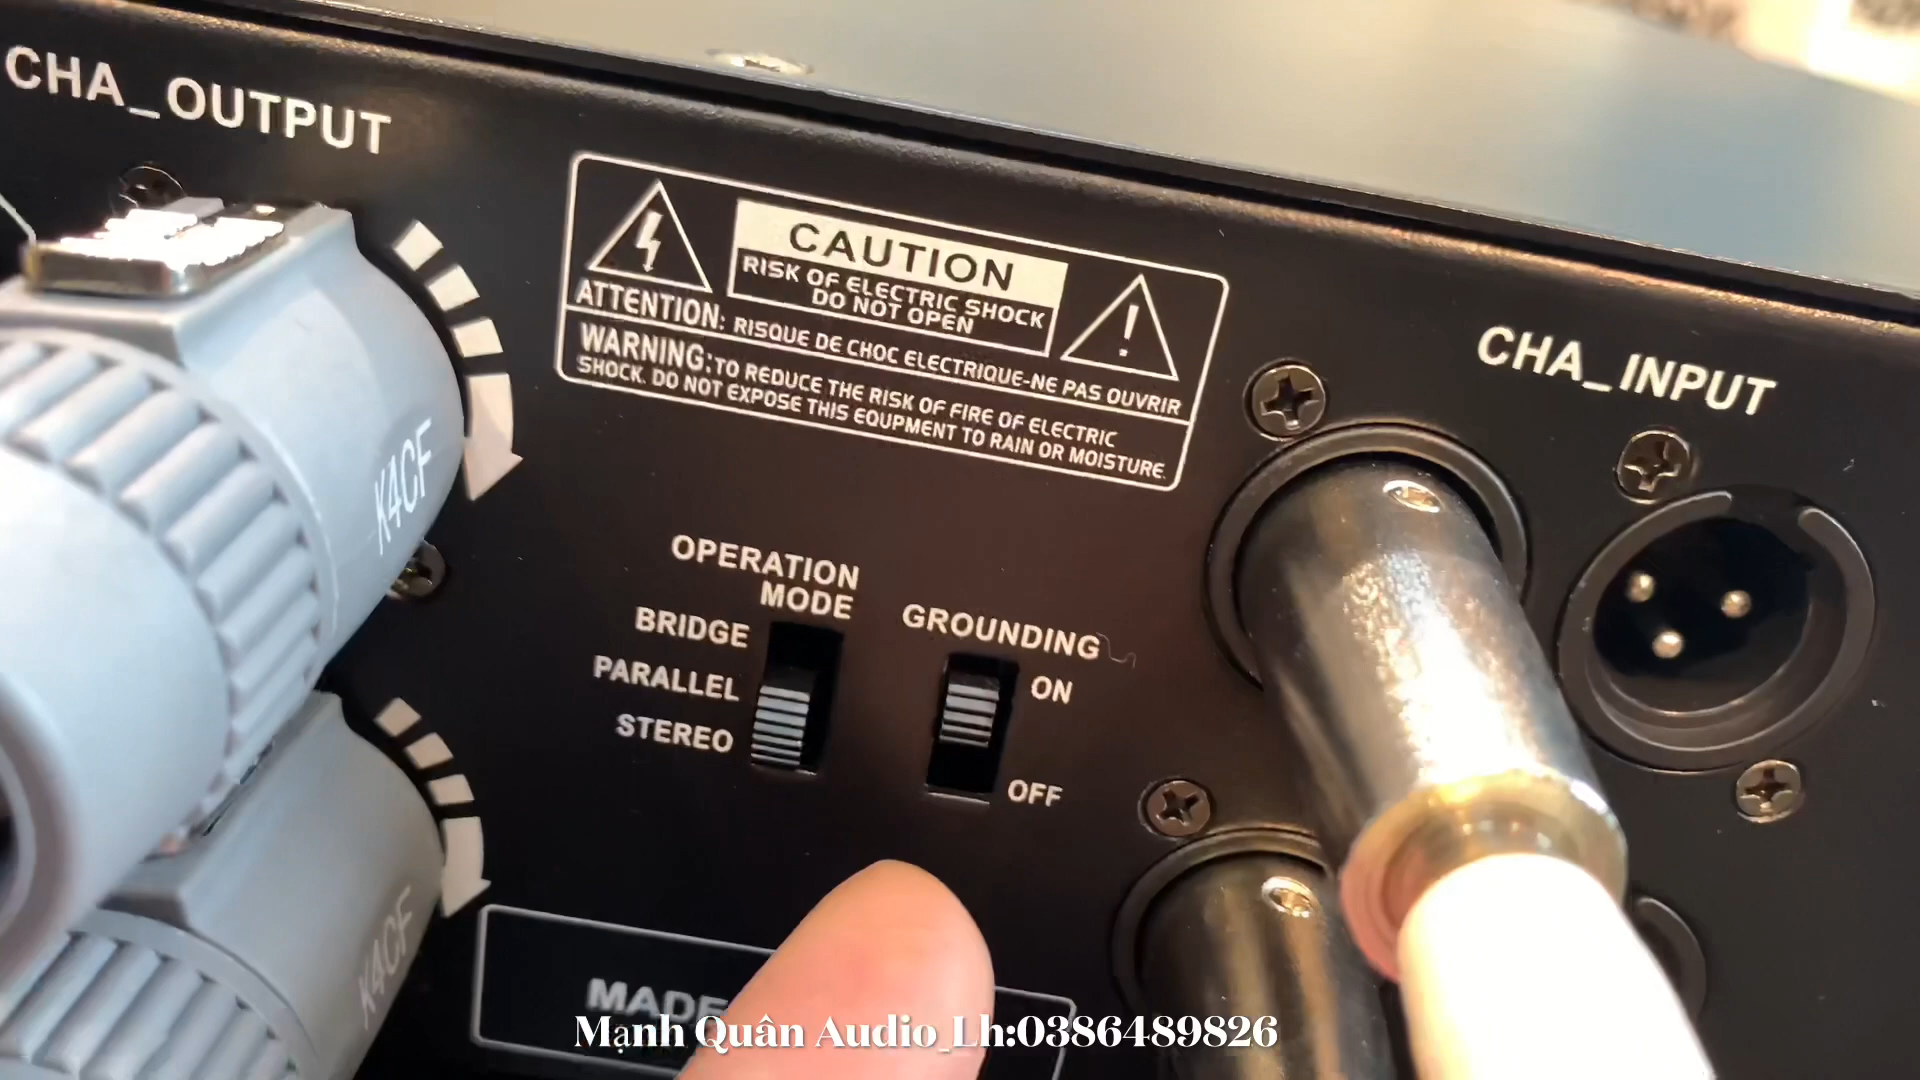 CHA_OUTPUT
CAUTION
RISK OF ELECTRIC SHOCK
DO NOT OPEN
ATTENTION: RISQUE DE CHOC ELECTRIQUE-NE PAS OUVRIR
WARNING:TO REDUCE THE RISK OF FIRE OF ELECTRIC
SHOCK. DO NOT EXPOSE THIS EQUPMENT TO RAIN OR MOISTURE.
CHA_INPUT
K4CF
OPERATION
MODE
BRIDGE
PARALLEL
STEREO
GROUNDING
ON
OFF
K4CF
MADE
Mạnh Quân Audio_Lh:0386489826